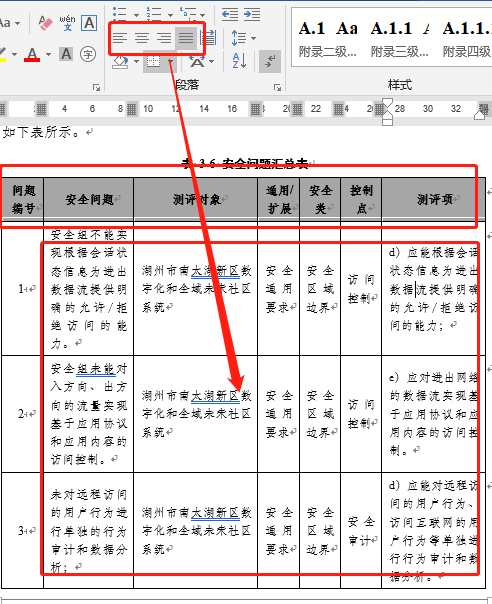 Aa
wén
A
A
字
段落
A.1 Aa
A.1.1 A
A.1.1.
附录二级...
附录三级...
附录四级
样式
2 4 6 8 10 12 14 16 18 20 26 28 30 32
如下表所示。
表 3-6 安全问题汇总表
问题编号 安全问题 测评对象 通用/扩展 安全类 控制点 测评项
1 安全组不能实现根据会话状态信息为进出数据流提供明确的允许/拒绝访问的能力。 湖州市南太湖新区数字化和全域未来社区系统 安全通用要求 安全区域边界 访问控制 d) 应能根据会话状态信息为进出数据流提供明确的允许/拒绝访问的能力;
2 安全组未能对入方向、出方向的流量实现基于应用协议和应用内容的访问控制。 湖州市南太湖新区数字化和全域未来社区系统 安全通用要求 安全区域边界 访问控制 e) 应对进出网络的数据流实现基于应用协议和应用内容的访问控制。
3 未对远程访问的用户行为进行单独的行为审计和数据分析; 湖州市南太湖新区数字化和全域未来社区系统 安全通用要求 安全区域边界 安全审计 d) 应能对远程访问的用户行为、访问互联网的用户行为等单独进行行为审计和数据分析。